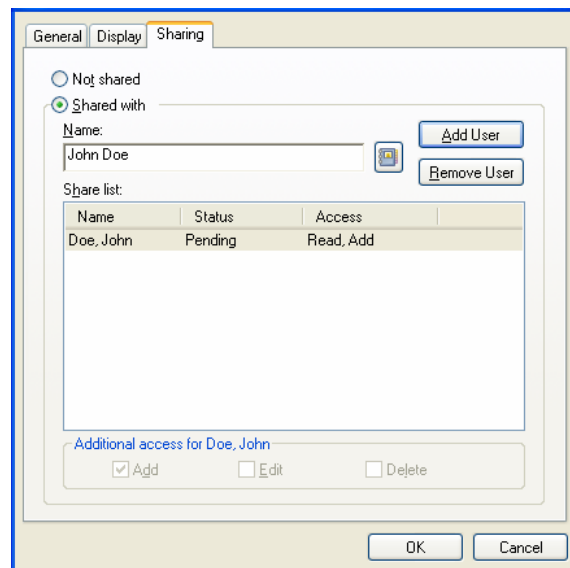 General Display Sharing
Not shared
Shared with
Name:
Add User
John Doe
Remove User
Share list:
Name Status Access
Doe, John Pending Read, Add
Additional access for Doe, John
Add Edit Delete
OK Cancel